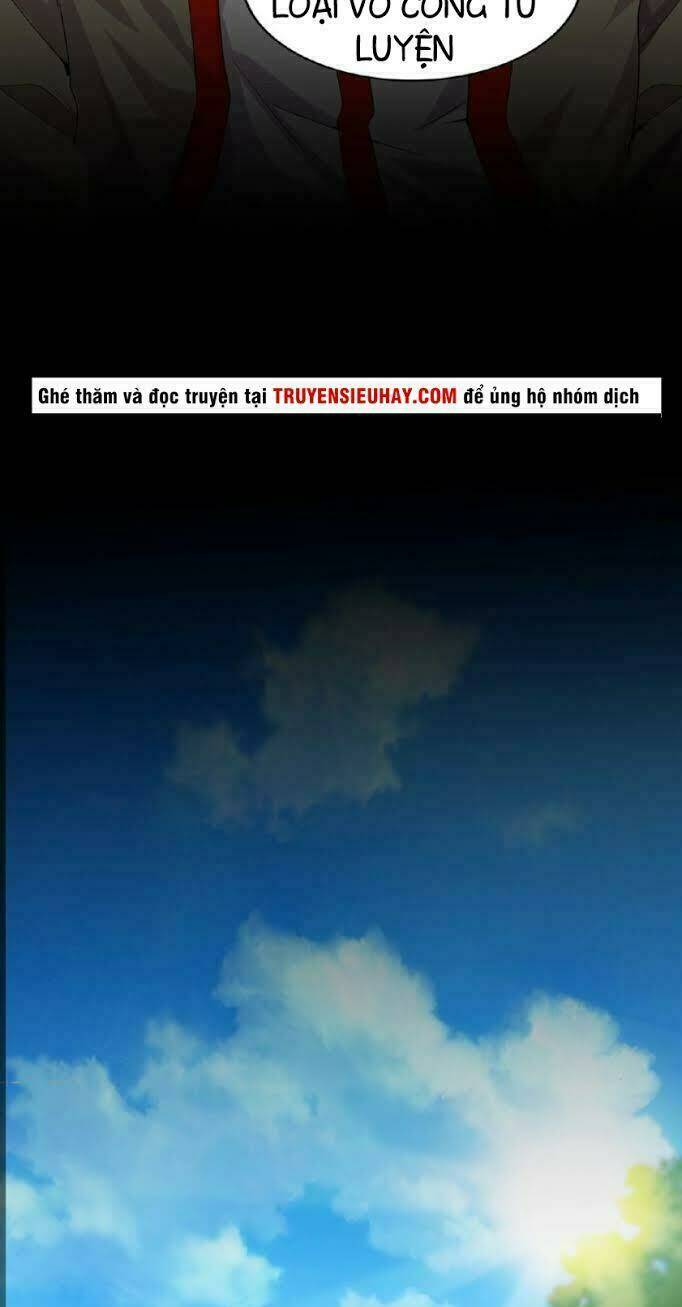 LOẠI VÕ CÔNG TU
LUYỆN
Ghé thăm và đọc truyện tại TRUYENSIEUHAY.COM để ủng hộ nhóm dịch